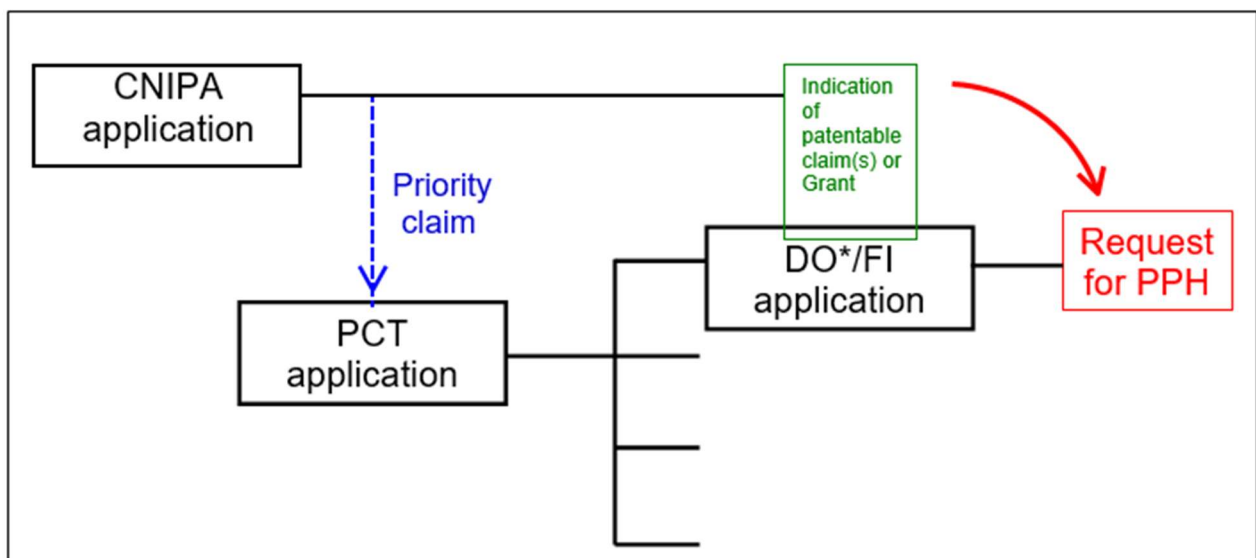 CNIPA
application
Indication
of
patentable
claim(s) or
Grant
Priority
claim
DO*/FI
application
Request
for PPH
PCT
application